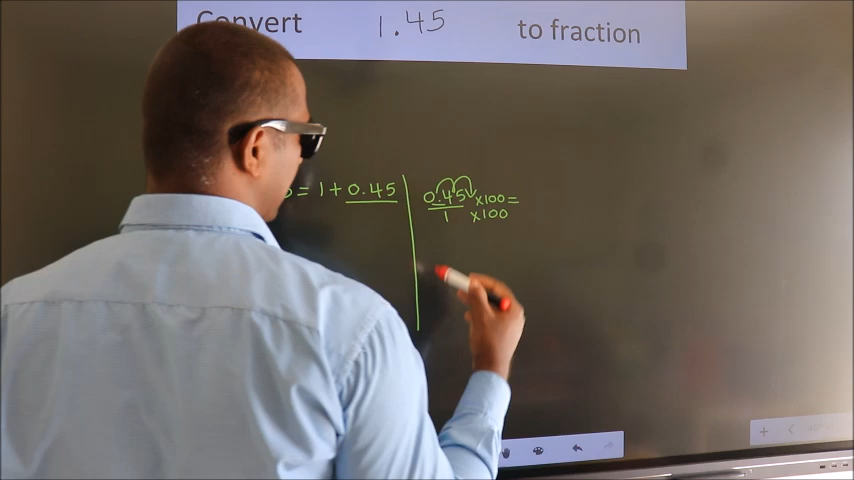 Convert 1.45 to fraction
= 1 + 0.45
0.45 x100 =
1 x100